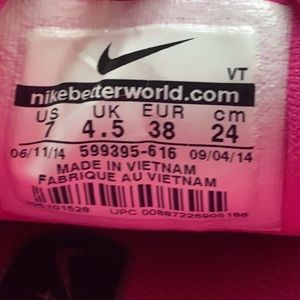 VT
nikebetterworld.com
US UK EUR cm
7 4.5 38 24
06/11/14 599395-616 09/04/14
MADE IN VIETNAM
FABRIQUE AU VIETNAM
UPC